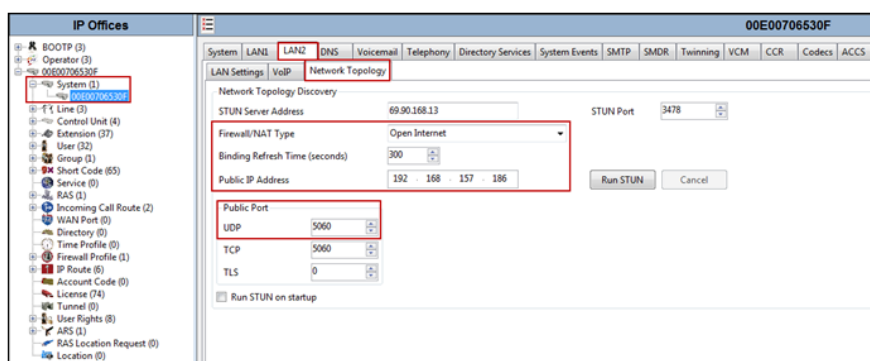 IP Offices
00E00706530F
BOOTP (3)
Operator (3)
00E00706530F
System (1)
00E00706530F
Line (3)
Control Unit (4)
Extension (37)
User (32)
Group (1)
Short Code (65)
Service (0)
RAS (1)
Incoming Call Route (2)
WAN Port (0)
Directory (0)
Time Profile (0)
Firewall Profile (1)
IP Route (6)
Account Code (0)
License (74)
Tunnel (0)
User Rights (8)
ARS (1)
RAS Location Request (0)
Location (0)
System LAN1 LAN2 DNS Voicemail Telephony Directory Services System Events SMTP SMDR Twinning VCM CCR Codecs ACCS
LAN Settings VoIP Network Topology
Network Topology Discovery
STUN Server Address 69.90.168.13 STUN Port 3478
Firewall/NAT Type Open Internet
Binding Refresh Time (seconds) 300
Public IP Address 192 . 168 . 157 . 186 Run STUN Cancel
Public Port
UDP 5060
TCP 5060
TLS 0
Run STUN on startup